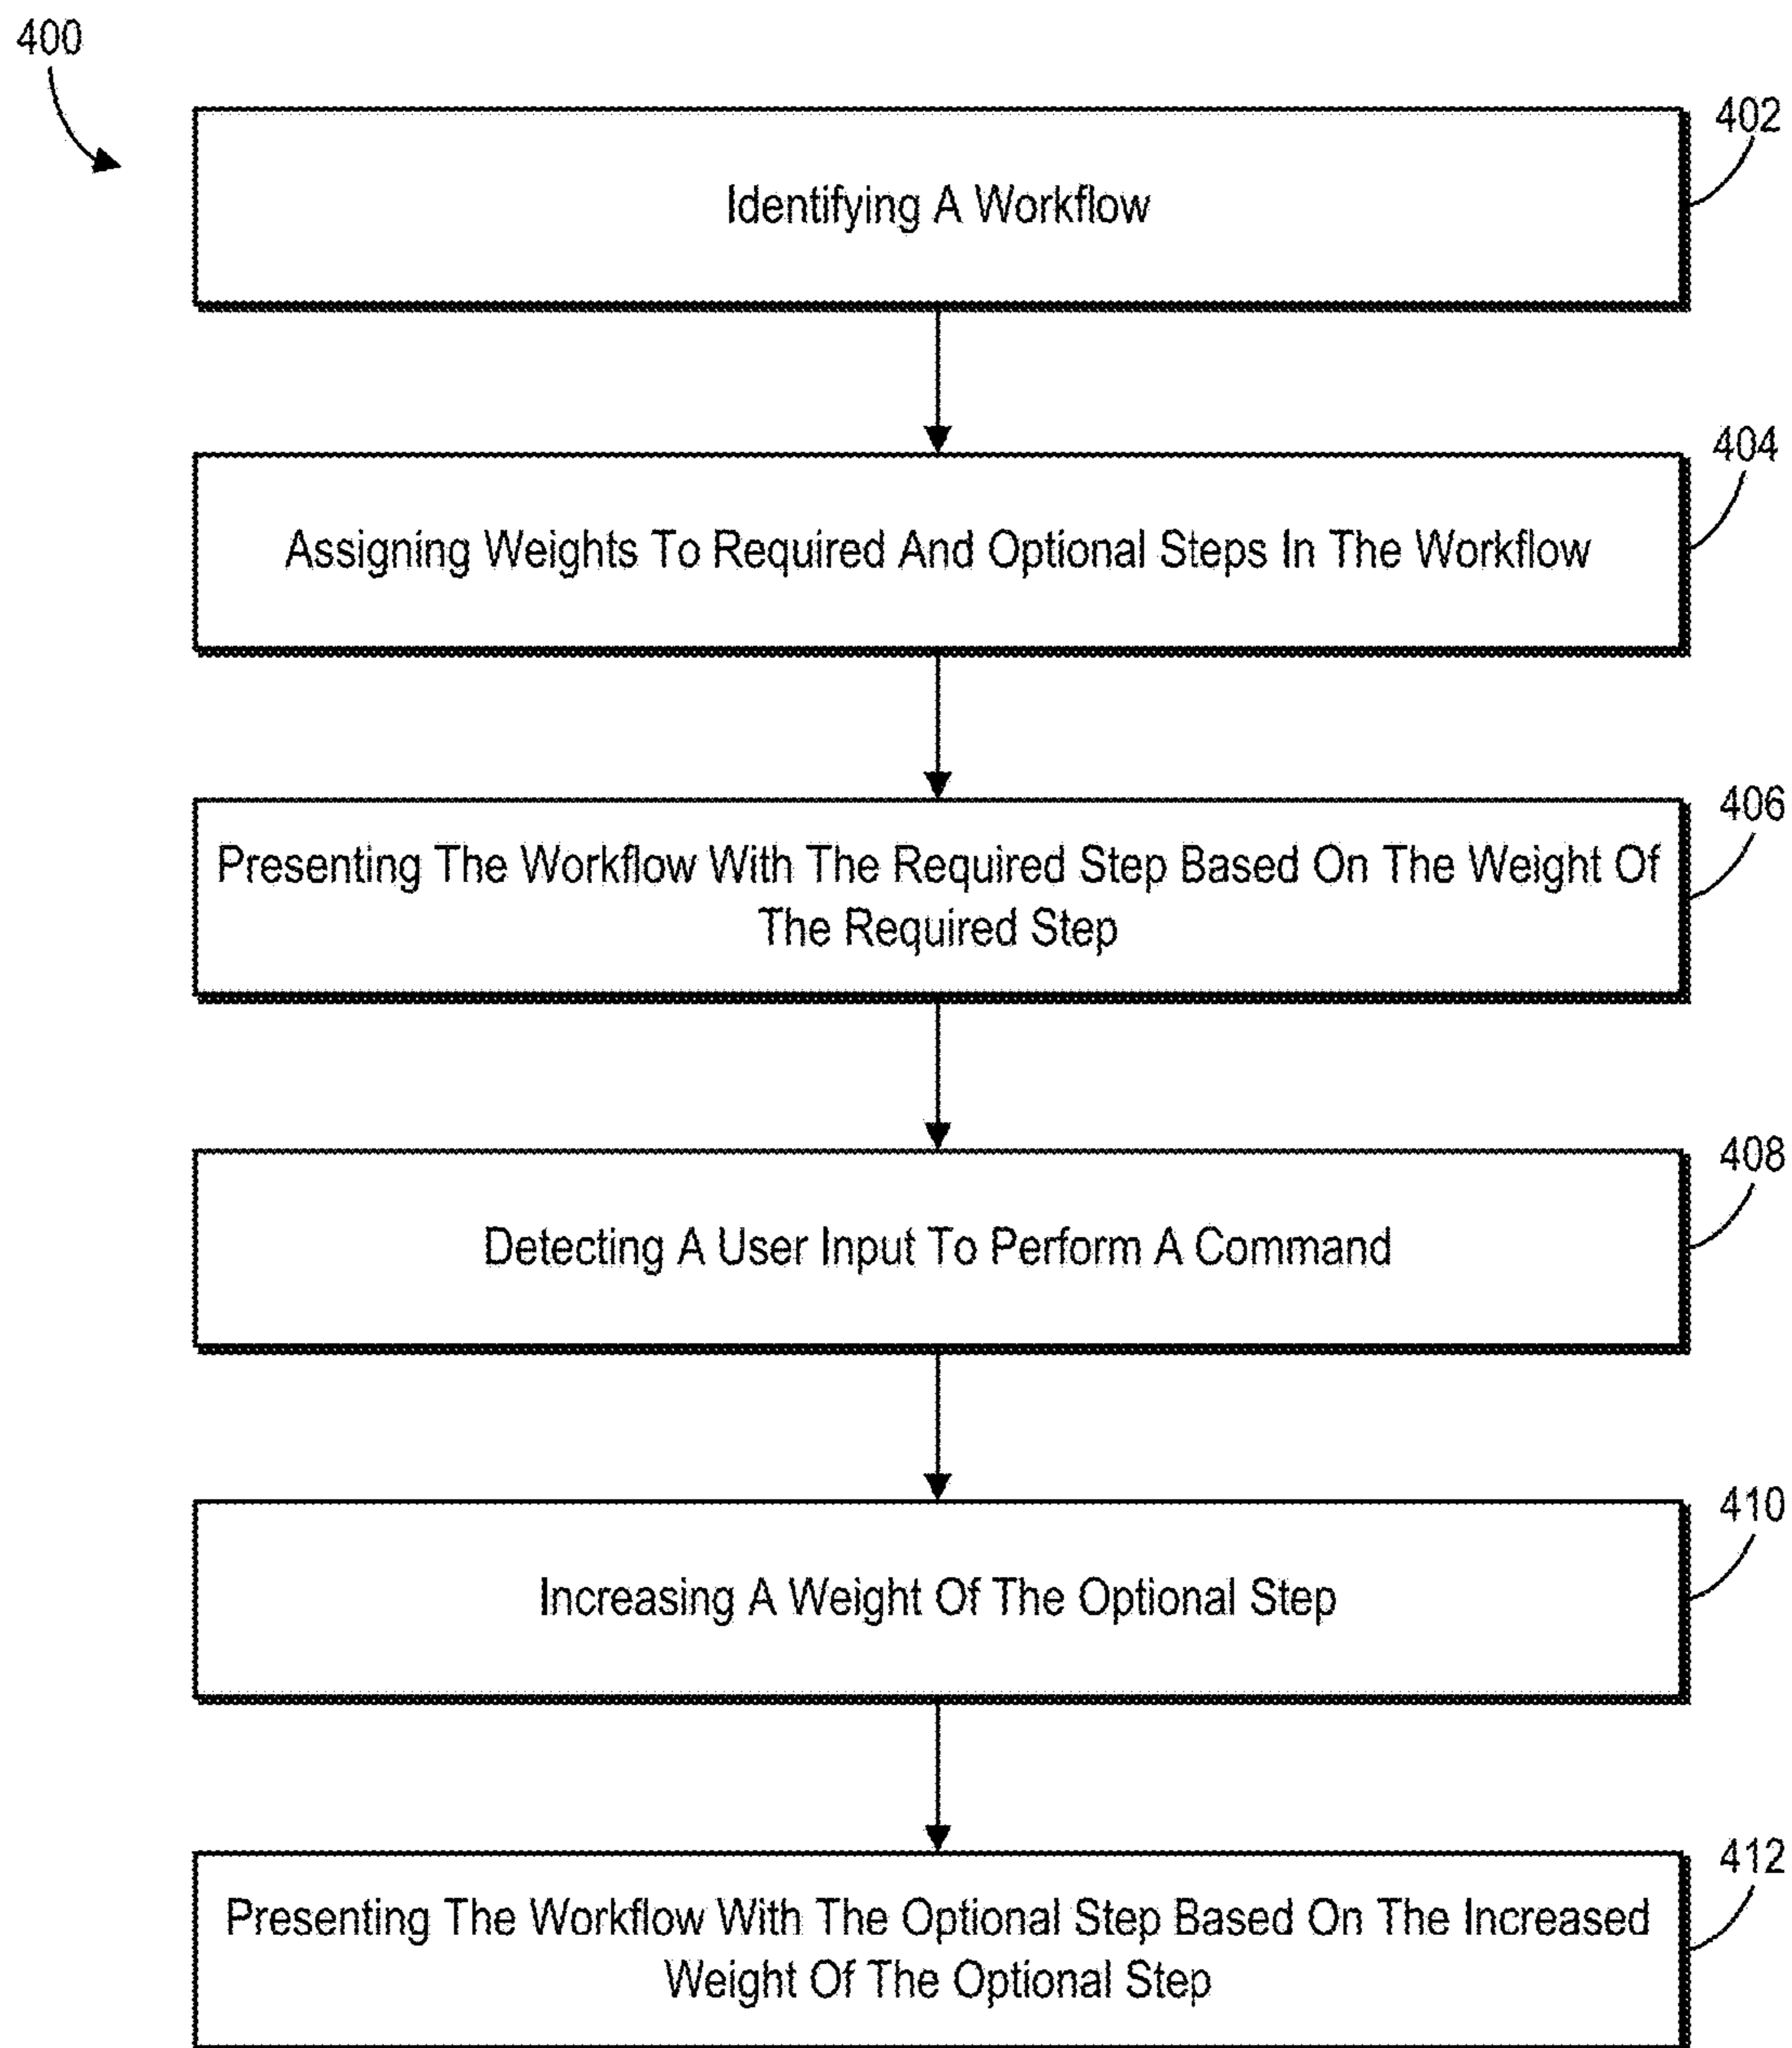 400
402
Identifying A Workflow
404
Assigning Weights To Required And Optional Steps In The Workflow
406
Presenting The Workflow With The Required Step Based On The Weight Of
The Required Step
408
Detecting A User Input To Perform A Command
410
Increasing A Weight Of The Optional Step
412
Presenting The Workflow With The Optional Step Based On The Increased
Weight Of The Optional Step